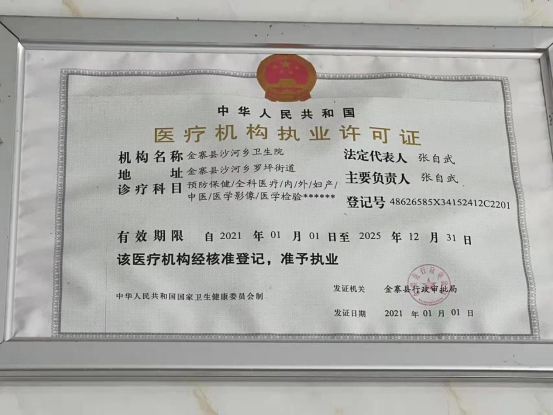 中华人民共和国
医疗机构执业许可证
机构名称 金寨县沙河乡卫生院 法定代表人 张自武
地址 金寨县沙河乡罗坪街道 主要负责人 张自武
诊疗科目 预防保健/全科医疗/内/外/妇产/
中医/医学影像/医学检验****** 登记号 48626585X34152412C2201
有效期限 自 2021 年 01 月 01 日至 2025 年 12 月 31 日
该医疗机构经核准登记，准予执业
发证机关 金寨县行政审批局
中华人民共和国国家卫生健康委员会制
发证日期 2021 年 01 月 01 日